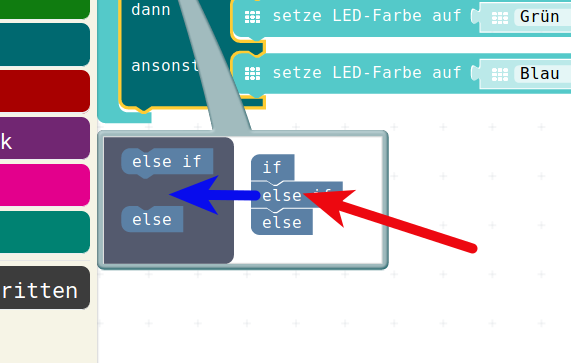 dann
setze LED-Farbe auf Grün
ansonst
setze LED-Farbe auf Blau
k
else if
if
else if
else
else
ritten